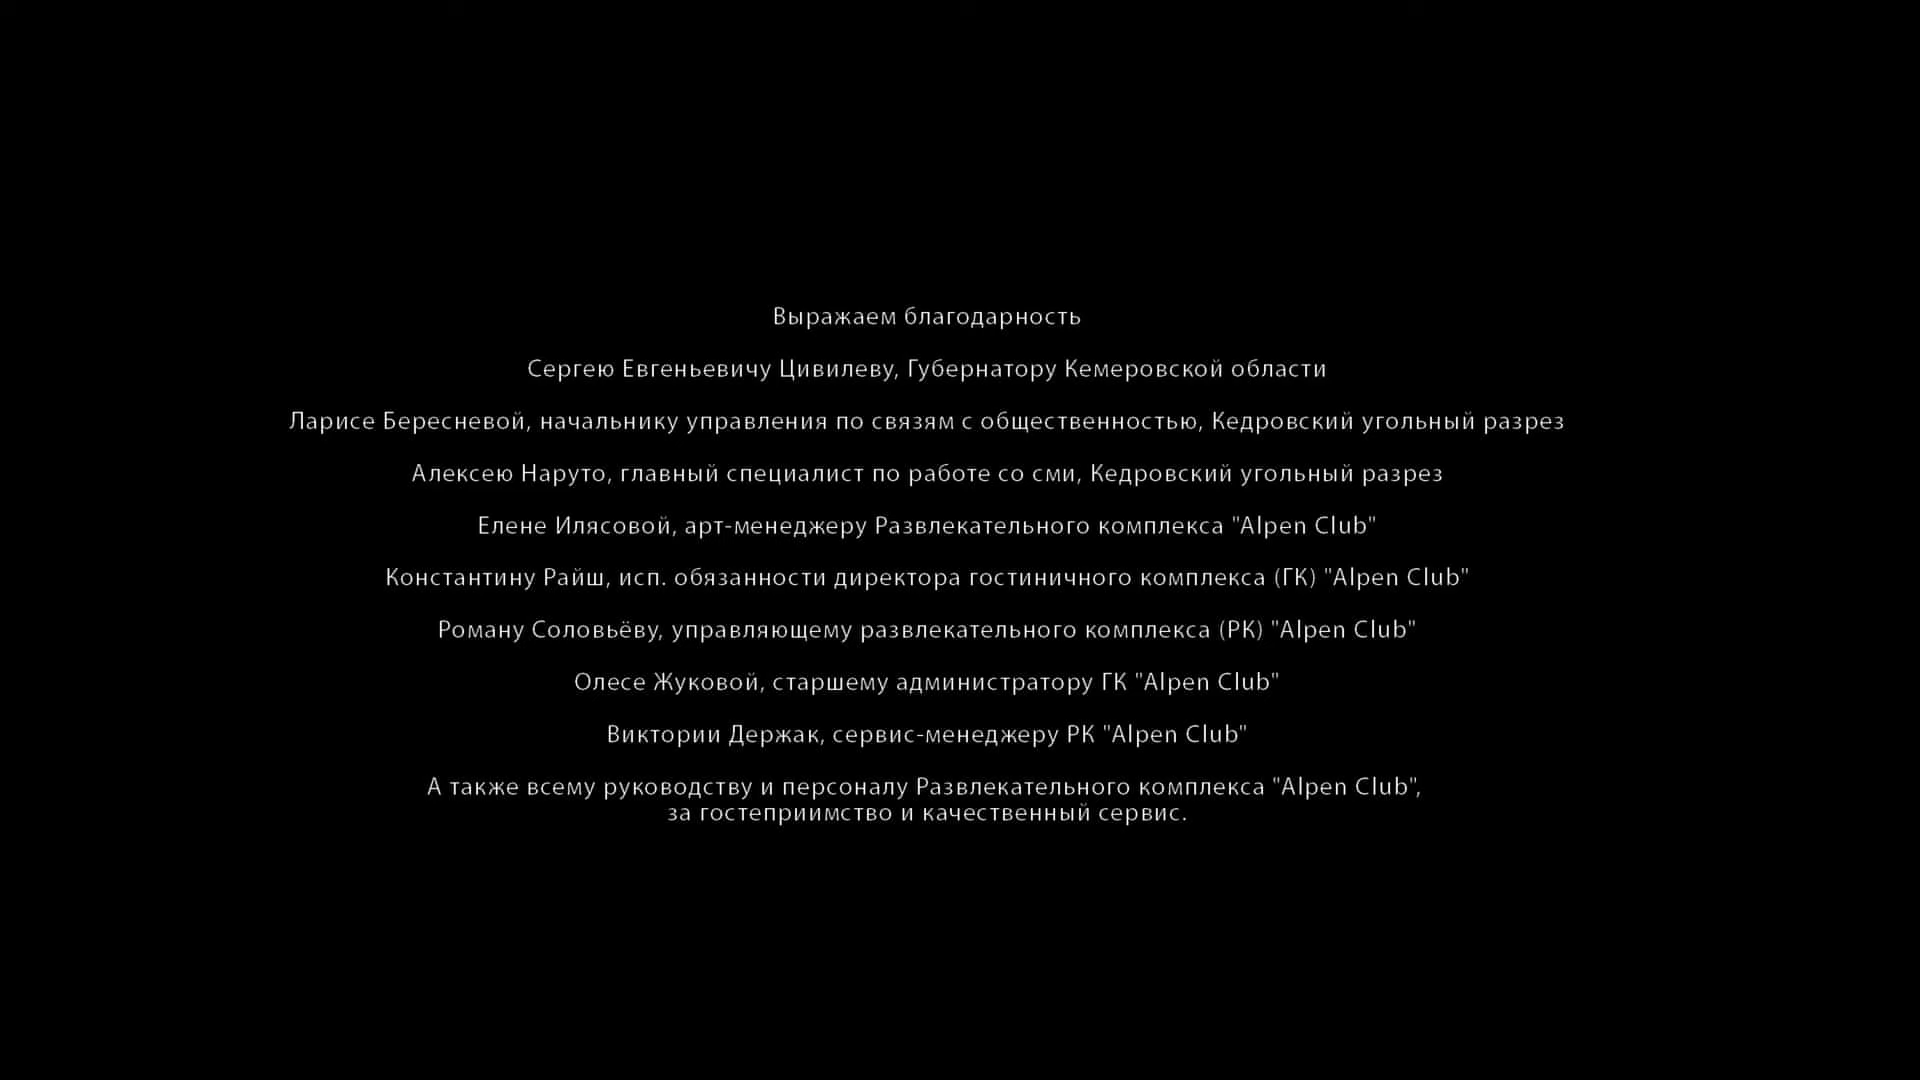 Выражаем благодарность
Сергею Евгеньевичу Цивилеву, Губернатору Кемеровской области
Ларисе Бересневой, начальнику управления по связям с общественностью, Кедровский угольный разрез
Алексею Наруто, главный специалист по работе со сми, Кедровский угольный разрез
Елене Илясовой, арт-менеджеру Развлекательного комплекса "Alpen Club"
Константину Райш, исп. обязанности директора гостиничного комплекса (ГК) "Alpen Club"
Роману Соловьёву, управляющему развлекательного комплекса (РК) "Alpen Club"
Олесе Жуковой, старшему администратору ГК "Alpen Club"
Виктории Держак, сервис-менеджеру РК "Alpen Club"
А также всему руководству и персоналу Развлекательного комплекса "Alpen Club",
за гостеприимство и качественный сервис.